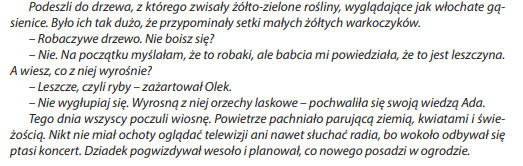 Podeszli do drzewa, z którego zwisały żółto-zielone rośliny, wyglądające jak włochate gą-
sienice. Było ich tak dużo, że przypominały setki małych żółtych warkoczyków.
– Robaczywe drzewo. Nie boisz się?
– Nie. Na początku myślałam, że to robaki, ale babcia mi powiedziała, że to jest leszczyna.
A wiesz, co z niej wyrośnie?
– Leszcze, czyli ryby – zażartował Olek.
– Nie wygłupiaj się. Wyrosną z niej orzechy laskowe – pochwaliła się swoją wiedzą Ada.
Tego dnia wszyscy poczuli wiosnę. Powietrze pachniało parującą ziemią, kwiatami i świe-
żością. Nikt nie miał ochoty oglądać telewizji ani nawet słuchać radia, bo wokoło odbywał się
ptasi koncert. Dziadek pogwizdywał wesoło i planował, co nowego posadzi w ogrodzie.